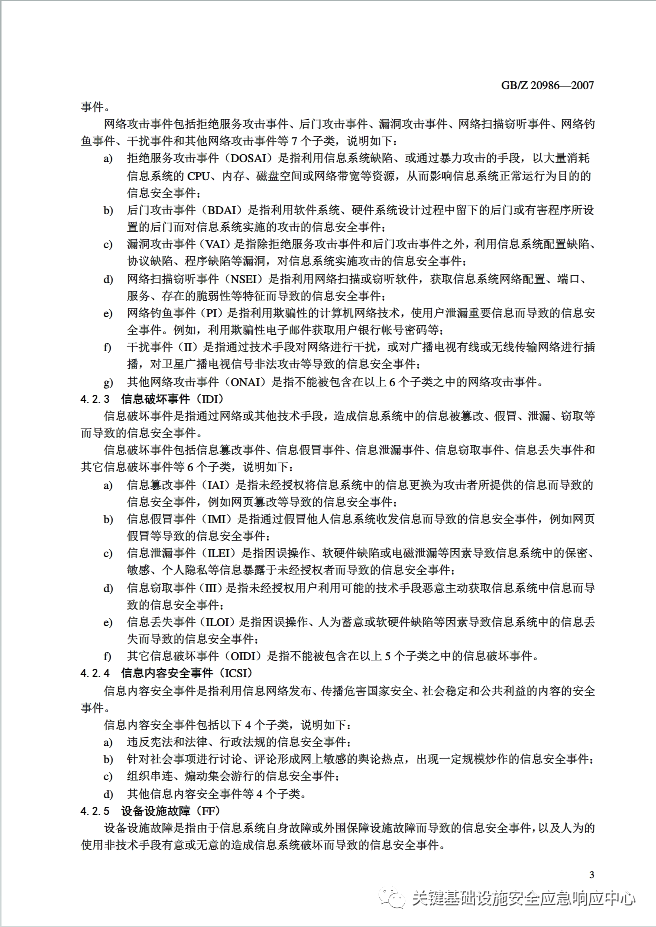 GB/Z 20986—2007
事件。
网络攻击事件包括拒绝服务攻击事件、后门攻击事件、漏洞攻击事件、网络扫描窃听事件、网络钓
鱼事件、干扰事件和其他网络攻击事件等 7 个子类，说明如下：
a) 拒绝服务攻击事件（DOSAI）是指利用信息系统缺陷、或通过暴力攻击的手段，以大量消耗
信息系统的 CPU、内存、磁盘空间或网络带宽等资源，从而影响信息系统正常运行为目的的
信息安全事件；
b) 后门攻击事件（BDAI）是指利用软件系统、硬件系统设计过程中留下的后门或有害程序所设
置的后门而对信息系统实施的攻击的信息安全事件；
c) 漏洞攻击事件（VAI）是指除拒绝服务攻击事件和后门攻击事件之外，利用信息系统配置缺陷、
协议缺陷、程序缺陷等漏洞，对信息系统实施攻击的信息安全事件；
d) 网络扫描窃听事件（NSEI）是指利用网络扫描或窃听软件，获取信息系统网络配置、端口、
服务、存在的脆弱性等特征而导致的信息安全事件；
e) 网络钓鱼事件（PI）是指利用欺骗性的计算机网络技术，使用户泄漏重要信息而导致的信息安
全事件。例如，利用欺骗性电子邮件获取用户银行帐号密码等；
f) 干扰事件（II）是指通过技术手段对网络进行干扰，或对广播电视有线或无线传输网络进行插
播，对卫星广播电视信号非法攻击等导致的信息安全事件；
g) 其他网络攻击事件（ONAI）是指不能被包含在以上 6 个子类之中的网络攻击事件。
4.2.3 信息破坏事件（IDI）
信息破坏事件是指通过网络或其他技术手段，造成信息系统中的信息被篡改、假冒、泄漏、窃取等
而导致的信息安全事件。
信息破坏事件包括信息篡改事件、信息假冒事件、信息泄漏事件、信息窃取事件、信息丢失事件和
其它信息破坏事件等 6 个子类，说明如下：
a) 信息篡改事件（IAI）是指未经授权将信息系统中的信息更换为攻击者所提供的信息而导致的
信息安全事件，例如网页篡改等导致的信息安全事件；
b) 信息假冒事件（IMI）是指通过假冒他人信息系统收发信息而导致的信息安全事件，例如网页
假冒等导致的信息安全事件；
c) 信息泄漏事件（ILEI）是指因误操作、软硬件缺陷或电磁泄漏等因素导致信息系统中的保密、
敏感、个人隐私等信息暴露于未经授权者而导致的信息安全事件；
d) 信息窃取事件（III）是指未经授权用户利用可能的技术手段恶意主动获取信息系统中信息而导
致的信息安全事件；
e) 信息丢失事件（ILOI）是指因误操作、人为蓄意或软硬件缺陷等因素导致信息系统中的信息丢
失而导致的信息安全事件；
f) 其它信息破坏事件（OIDI）是指不能被包含在以上 5 个子类之中的信息破坏事件。
4.2.4 信息内容安全事件（ICSI）
信息内容安全事件是指利用信息网络发布、传播危害国家安全、社会稳定和公共利益的内容的安全
事件。
信息内容安全事件包括以下 4 个子类，说明如下：
a) 违反宪法和法律、行政法规的信息安全事件；
b) 针对社会事项进行讨论、评论形成网上敏感的舆论热点，出现一定规模炒作的信息安全事件；
c) 组织串连、煽动集会游行的信息安全事件；
d) 其他信息内容安全事件等 4 个子类。
4.2.5 设备设施故障（FF）
设备设施故障是指由于信息系统自身故障或外围保障设施故障而导致的信息安全事件，以及人为的
使用非技术手段有意或无意的造成信息系统破坏而导致的信息安全事件。
3
关键基础设施安全应急响应中心